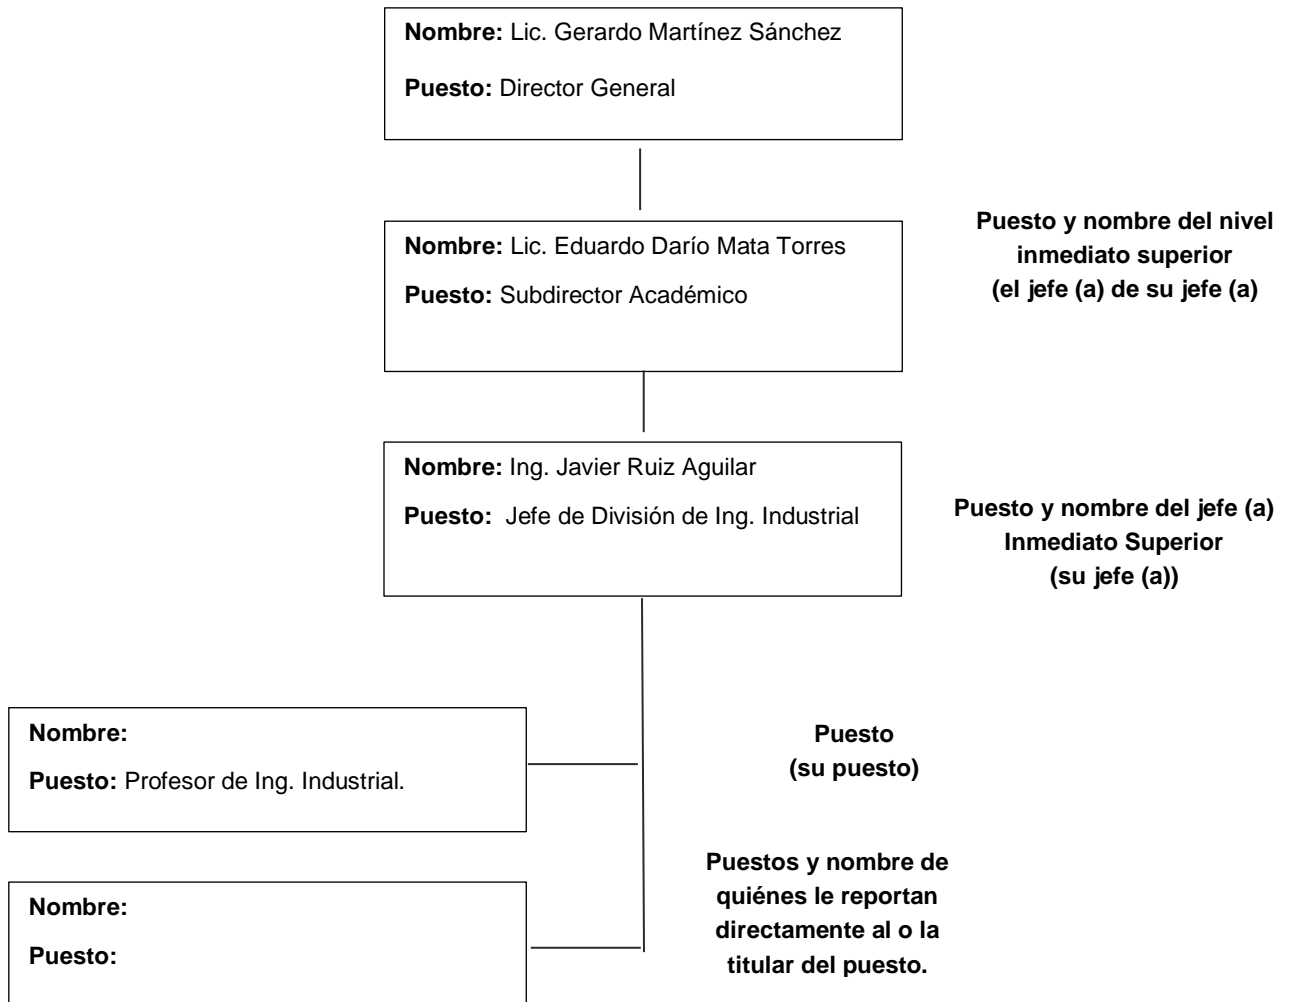 Nombre: Lic. Gerardo Martínez Sánchez
Puesto: Director General
Nombre: Lic. Eduardo Darío Mata Torres
Puesto: Subdirector Académico
Puesto y nombre del nivel
inmediato superior
(el jefe (a) de su jefe (a)
Nombre: Ing. Javier Ruiz Aguilar
Puesto: Jefe de División de Ing. Industrial
Puesto y nombre del jefe (a)
Inmediato Superior
(su jefe (a))
Nombre:
Puesto: Profesor de Ing. Industrial.
Puesto
(su puesto)
Nombre:
Puesto:
Puestos y nombre de
quiénes le reportan
directamente al o la
titular del puesto.